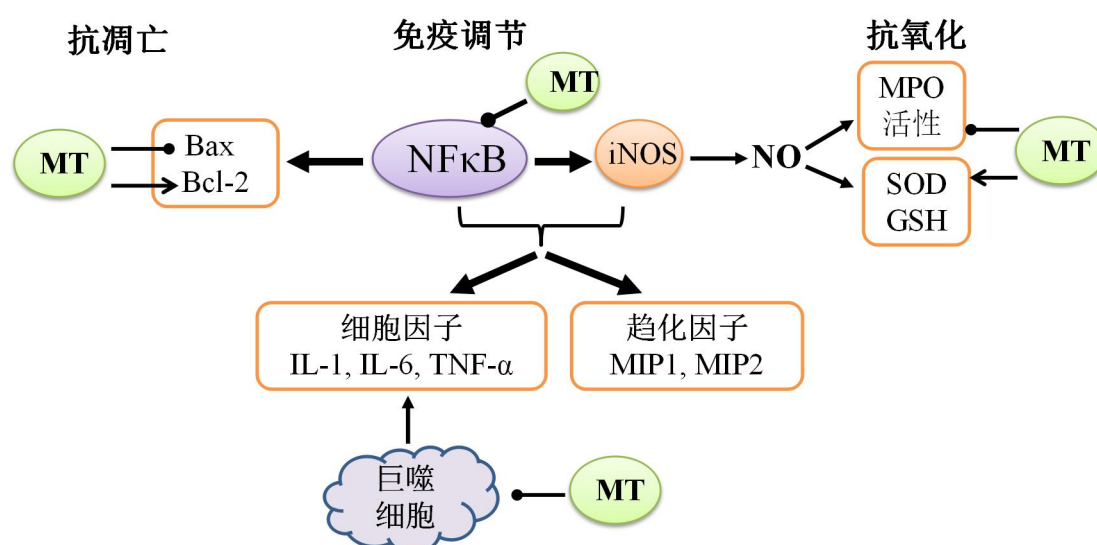 抗凋亡
免疫调节
抗氧化
MT
MPO
活性
MT
Bax
Bcl-2
NFκB
iNOS
NO
MT
SOD
GSH
细胞因子
IL-1, IL-6, TNF-α
趋化因子
MIP1, MIP2
巨噬
细胞
MT